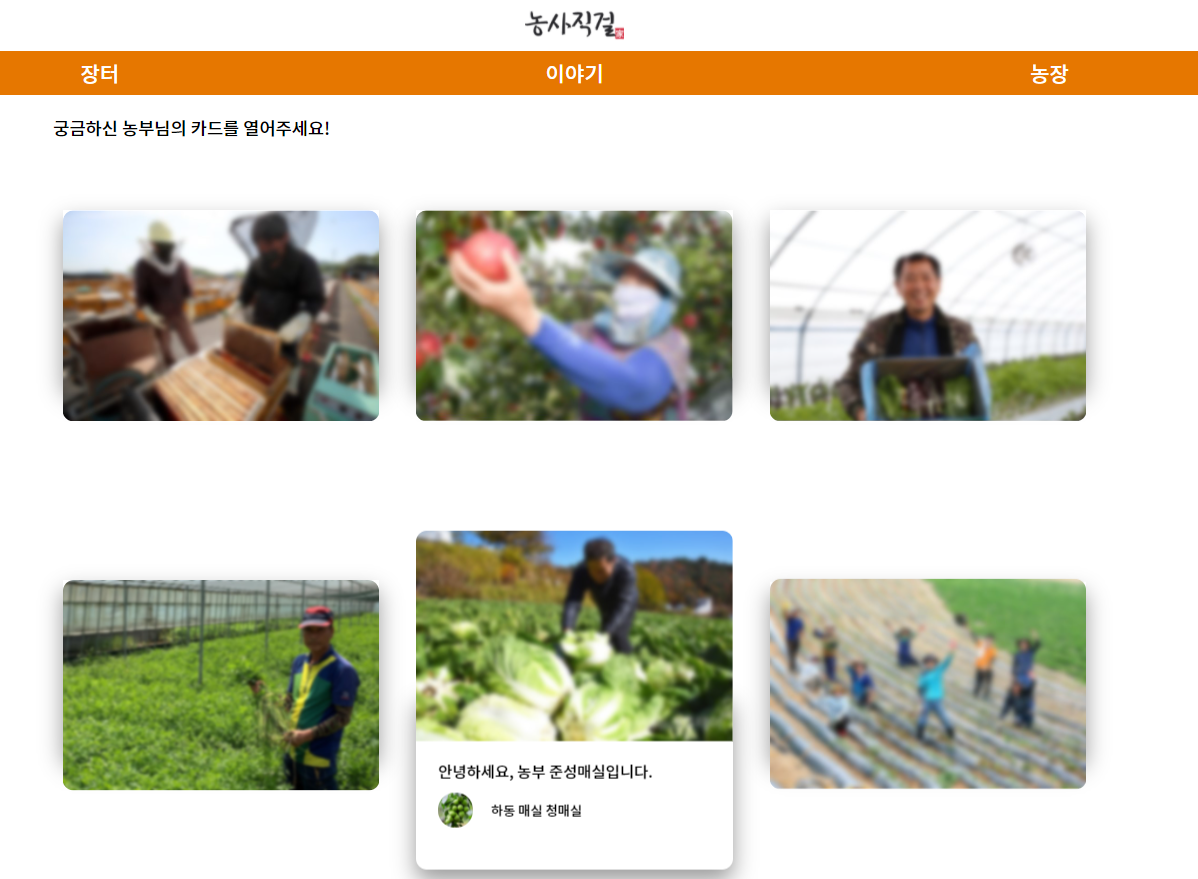 농사직걸
장터 이야기 농장
궁금하신 농부님의 카드를 열어주세요!
안녕하세요, 농부 준성매실입니다.
하동 매실 청매실